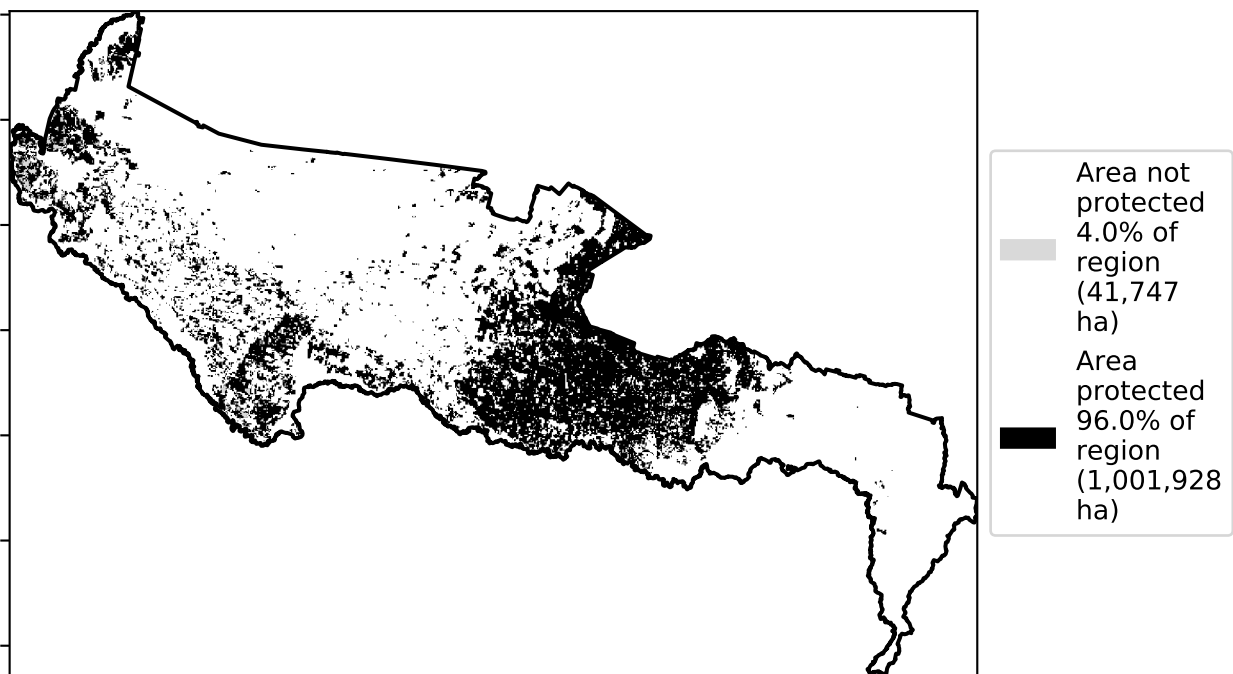 Area not
protected
4.0% of
region
(41,747
ha)
Area
protected
96.0% of
region
(1,001,928
ha)